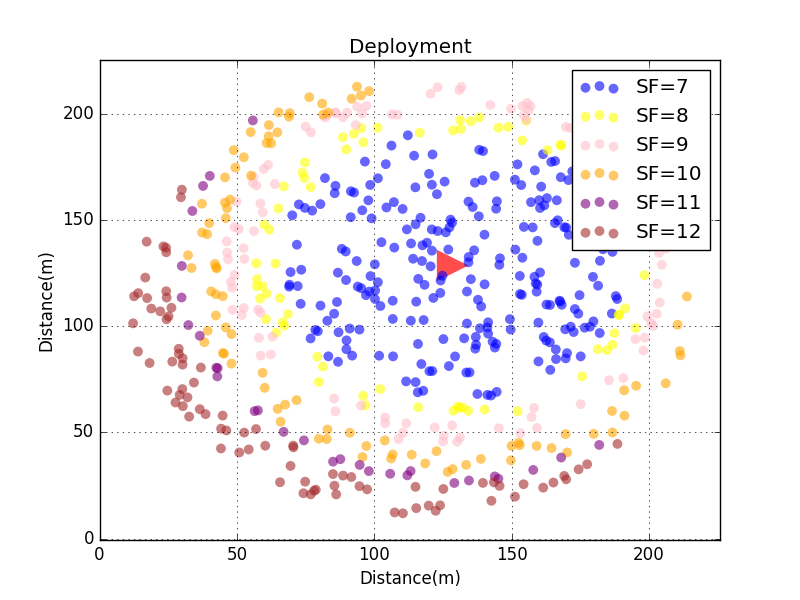 Deployment
SF=7
SF=8
SF=9
SF=10
SF=11
SF=12
200
150
100
50
0
Distance(m)
0
50
100
150
200
Distance(m)